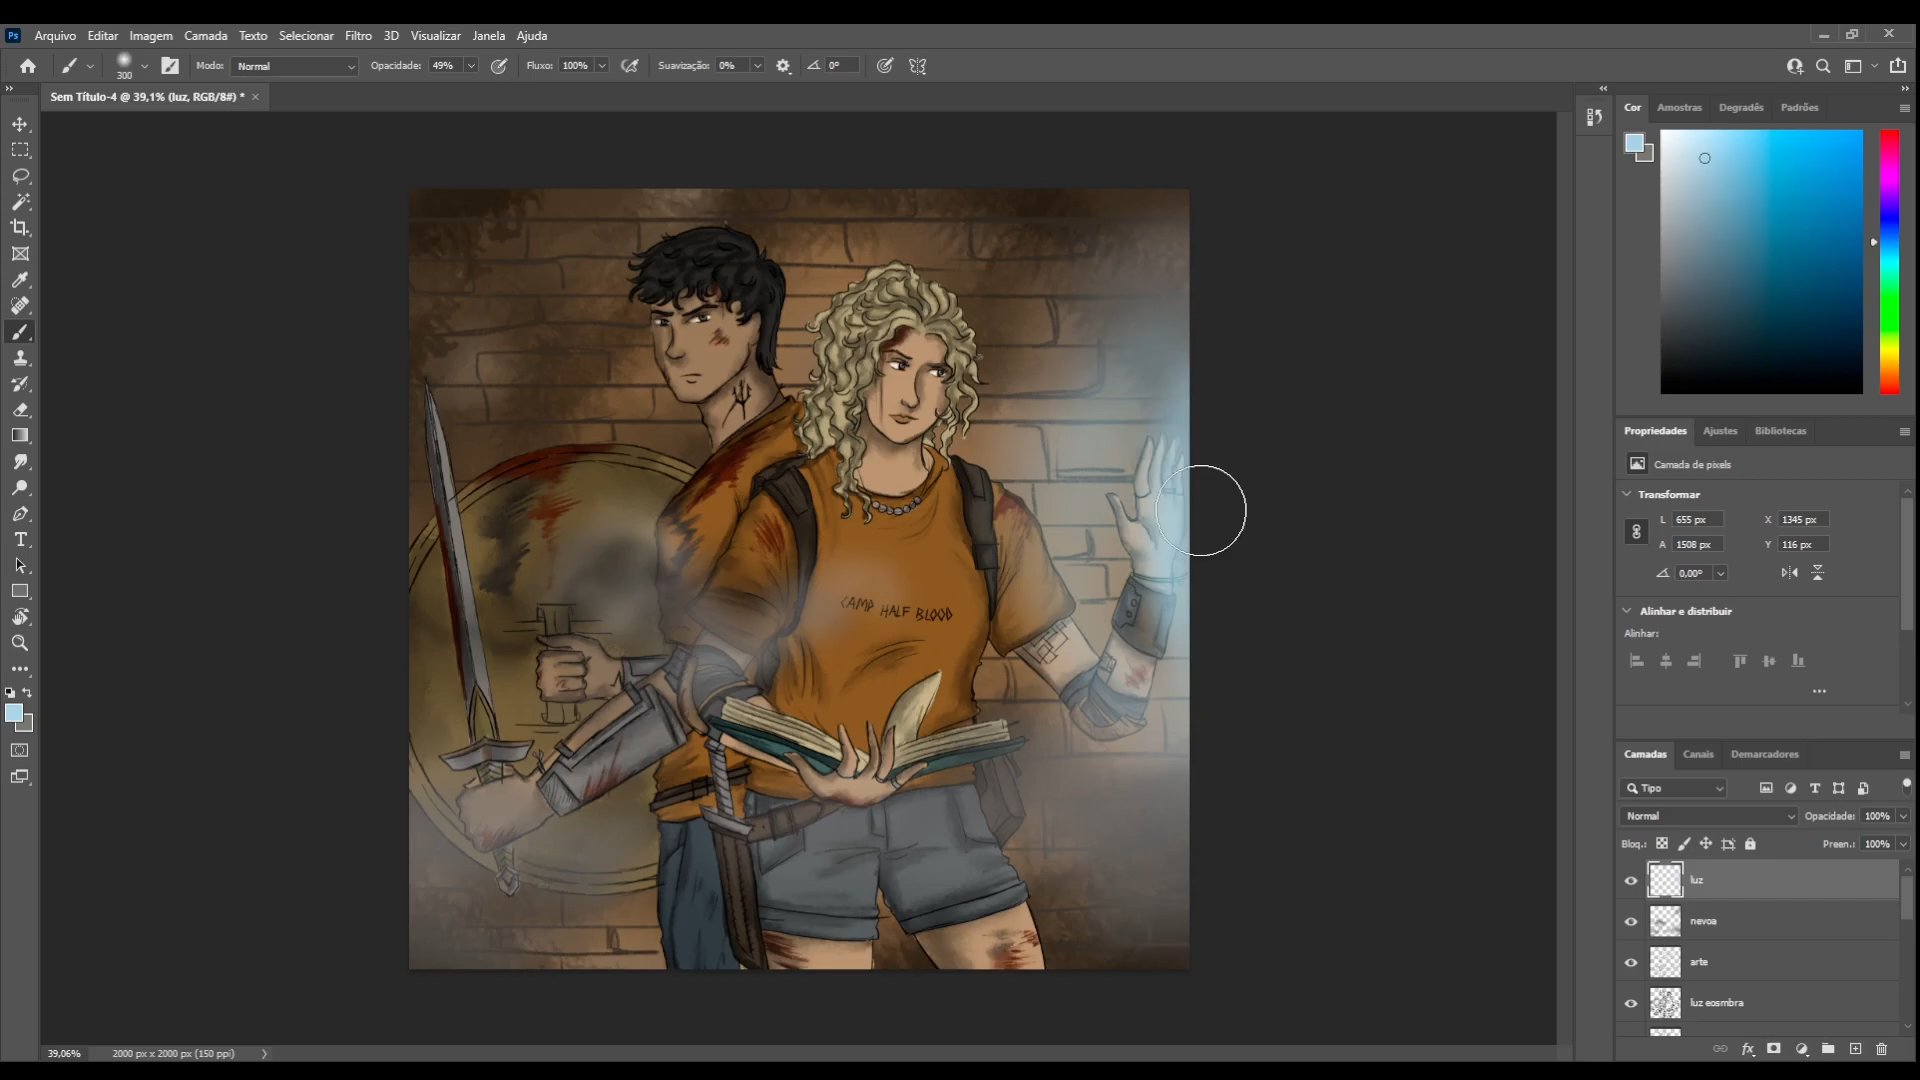 Ps Arquivo Editar Imagem Camada Texto Selecionar Filtro 3D Visualizar Janela Ajuda
300 Modo: Normal Opacidade: 49% Fluxo: 100% Suavização: 0% 0°
Sem Título-4 @ 39,1% (luz, RGB/8#) * ×
Cor Amostras Degradês Padrões
CAMP HALF BLOOD
Propriedades Ajustes Bibliotecas
Camada de pixels
Transformar
L 655 px X 1345 px
A 1508 px Y 116 px
0,00°
Alinhar e distribuir
Alinhar:
Camadas Canais Demarcadores
Tipo
Normal Opacidade: 100%
Bloq.: Preen.: 100%
luz
nevoa
arte
luz eosmbra
fx
39,06% 2000 px x 2000 px (150 ppi)